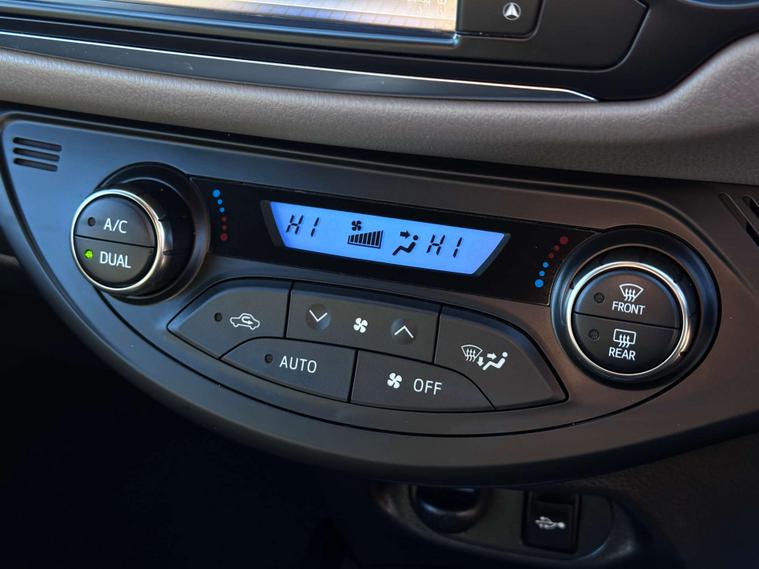 A/C
DUAL
HI
HI
AUTO
OFF
FRONT
REAR